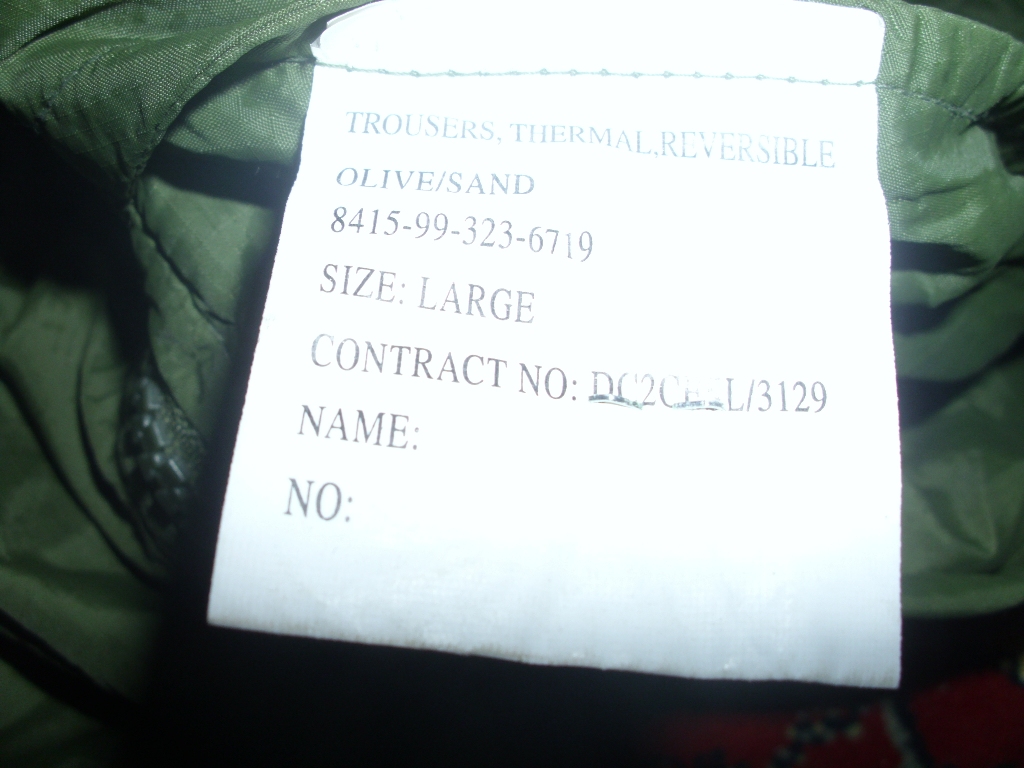 TROUSERS, THERMAL,REVERSIBLE
OLIVE/SAND
8415-99-323-6719
SIZE: LARGE
CONTRACT NO:
NAME:
NO: